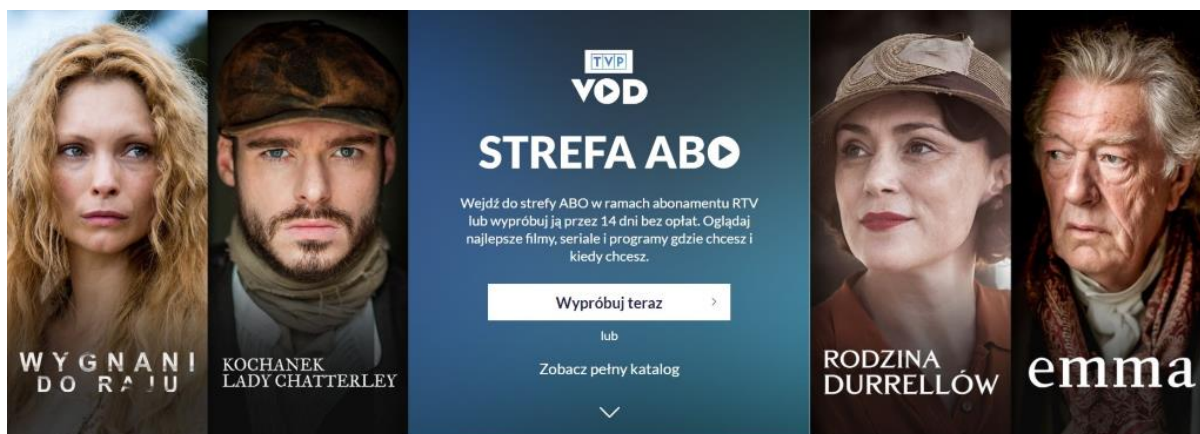 WYGNANI
DO RAJU
KOCHANEK
LADY CHATTERLEY
TVP
VOD
STREFA ABO
Wejdź do strefy ABO w ramach abonamentu RTV
lub wypróbuj ją przez 14 dni bez opłat. Oglądaj
najlepsze filmy, seriale i programy gdzie chcesz i
kiedy chcesz.
Wypróbuj teraz
lub
Zobacz pełny katalog
RODZINA
DURRELLÓW
emma